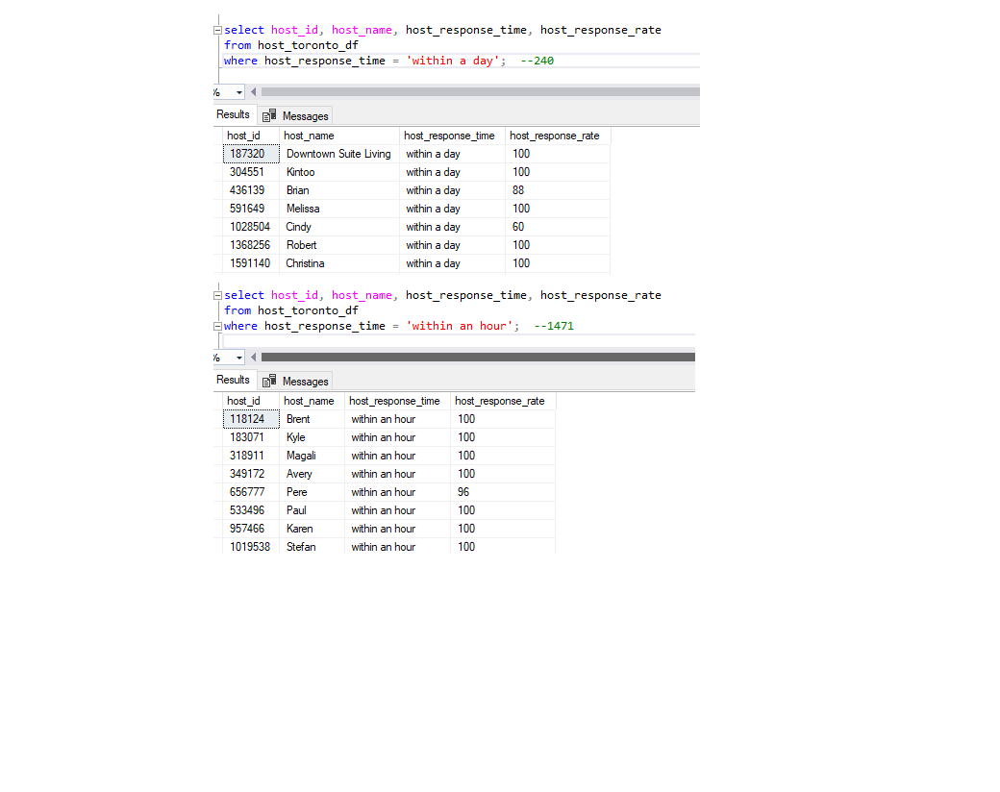 select host_id, host_name, host_response_time, host_response_rate
from host_toronto_df
where host_response_time = 'within a day';  --240
%
Results Messages
host_id host_name host_response_time host_response_rate
187320 Downtown Suite Living within a day 100
304551 Kintoo within a day 100
436139 Brian within a day 88
591649 Melissa within a day 100
1028504 Cindy within a day 60
1368256 Robert within a day 100
1591140 Christina within a day 100
select host_id, host_name, host_response_time, host_response_rate
from host_toronto_df
where host_response_time = 'within an hour';  --1471
%
Results Messages
host_id host_name host_response_time host_response_rate
118124 Brent within an hour 100
183071 Kyle within an hour 100
318911 Magali within an hour 100
349172 Avery within an hour 100
656777 Pere within an hour 96
533496 Paul within an hour 100
957466 Karen within an hour 100
1019538 Stefan within an hour 100